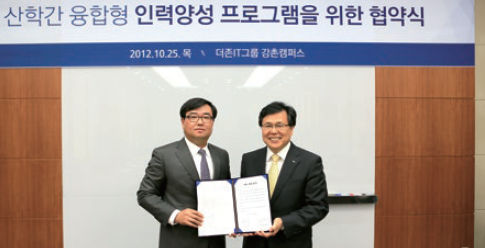 산학간 융합형 인력양성 프로그램을 위한 협약식
2012.10.25. 목 \ 더존IT그룹 강촌캠퍼스